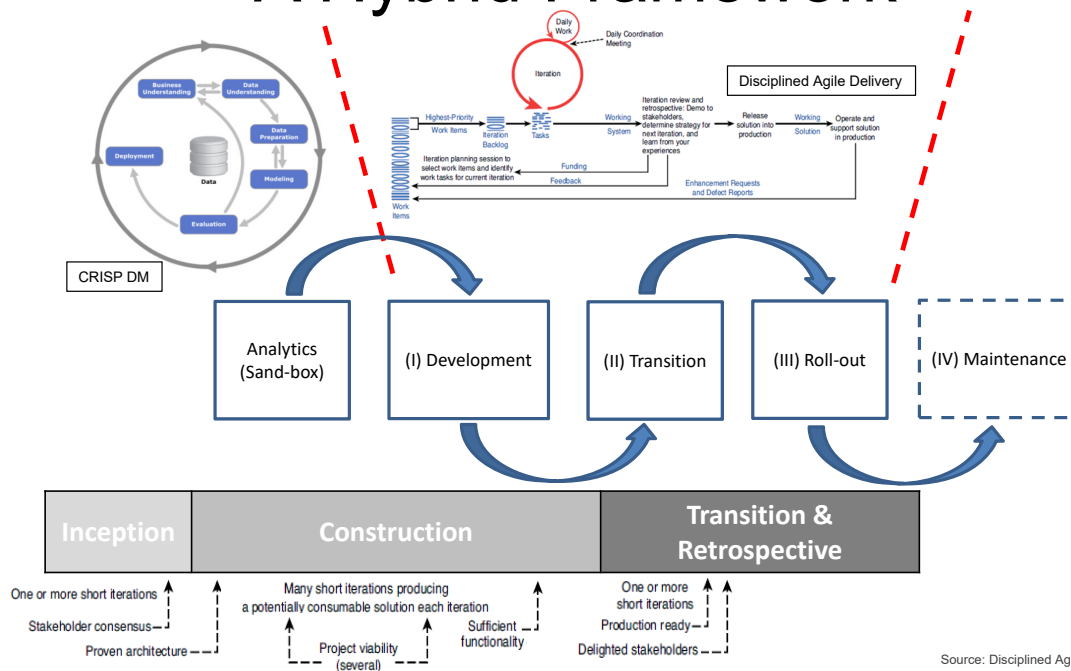 A Hybrid Framework
Daily
Work
Daily Coordination
Meeting
Iteration
Disciplined Agile Delivery
Business
Understanding
Data
Understanding
Data
Preparation
Modeling
Evaluation
Deployment
Data
CRISP DM
Highest-Priority
Work Items
Iteration
Backlog
Tasks
Working
System
Iteration review and
retrospective: Demo to
stakeholders,
determine strategy for
next iteration, and
learn from your
experiences
Release
solution into
production
Working
Solution
Operate and
support solution
in production
Iteration planning session to
select work items and identify
work tasks for current iteration
Funding
Feedback
Enhancement Requests
and Defect Reports
Work
Items
Analytics
(Sand-box)
(I) Development
(II) Transition
(III) Roll-out
(IV) Maintenance
Inception
Construction
Transition &
Retrospective
One or more short iterations
Stakeholder consensus
Proven architecture
Many short iterations producing
a potentially consumable solution each iteration
Project viability
(several)
Sufficient
functionality
One or more
short iterations
Production ready
Delighted stakeholders
Source: Disciplined Ag